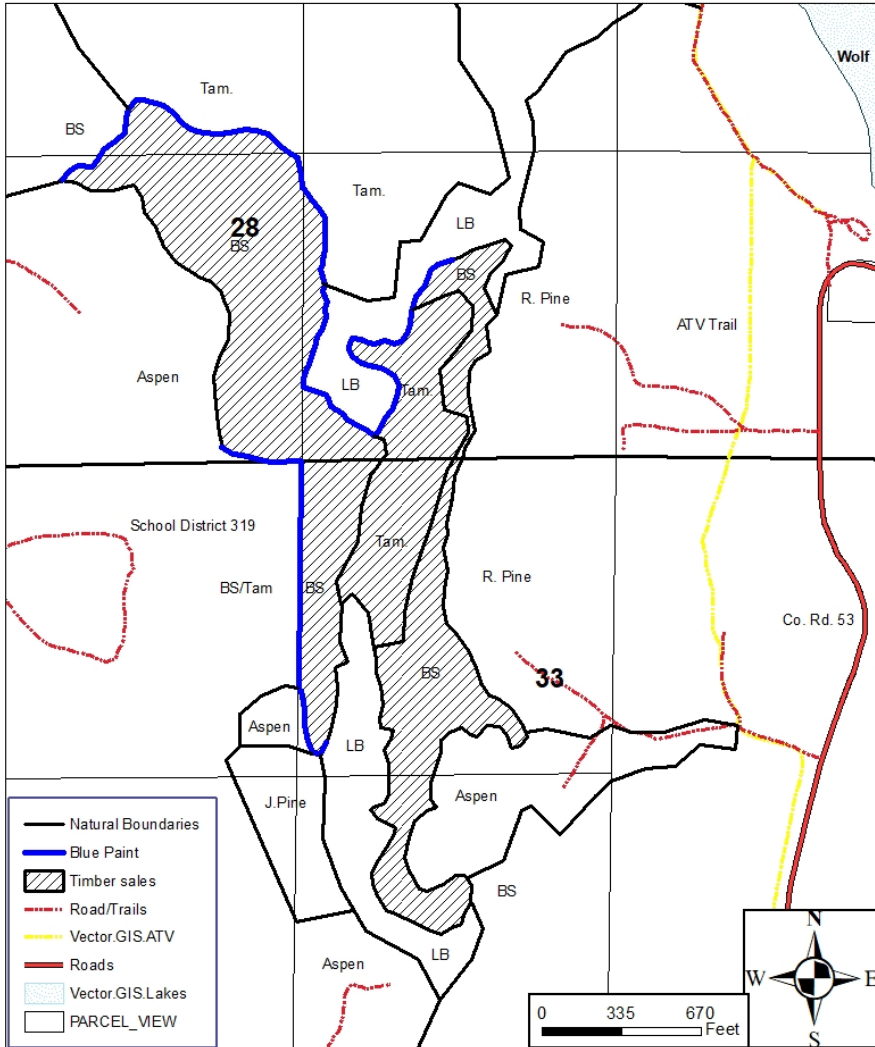 Wolf
Tam.
BS
Tam.
LB
28
BS
BS
R. Pine
ATV Trail
Aspen
LB
Tam.
School District 319
Tam.
BS/Tam
BS
R. Pine
Co. Rd. 53
BS
33
Aspen
LB
J.Pine
Aspen
BS
LB
Aspen
Natural Boundaries
Blue Paint
Timber sales
Road/Trails
Vector.GIS.ATV
Roads
Vector.GIS.Lakes
PARCEL_VIEW
0 335 670
Feet
N
W E
S